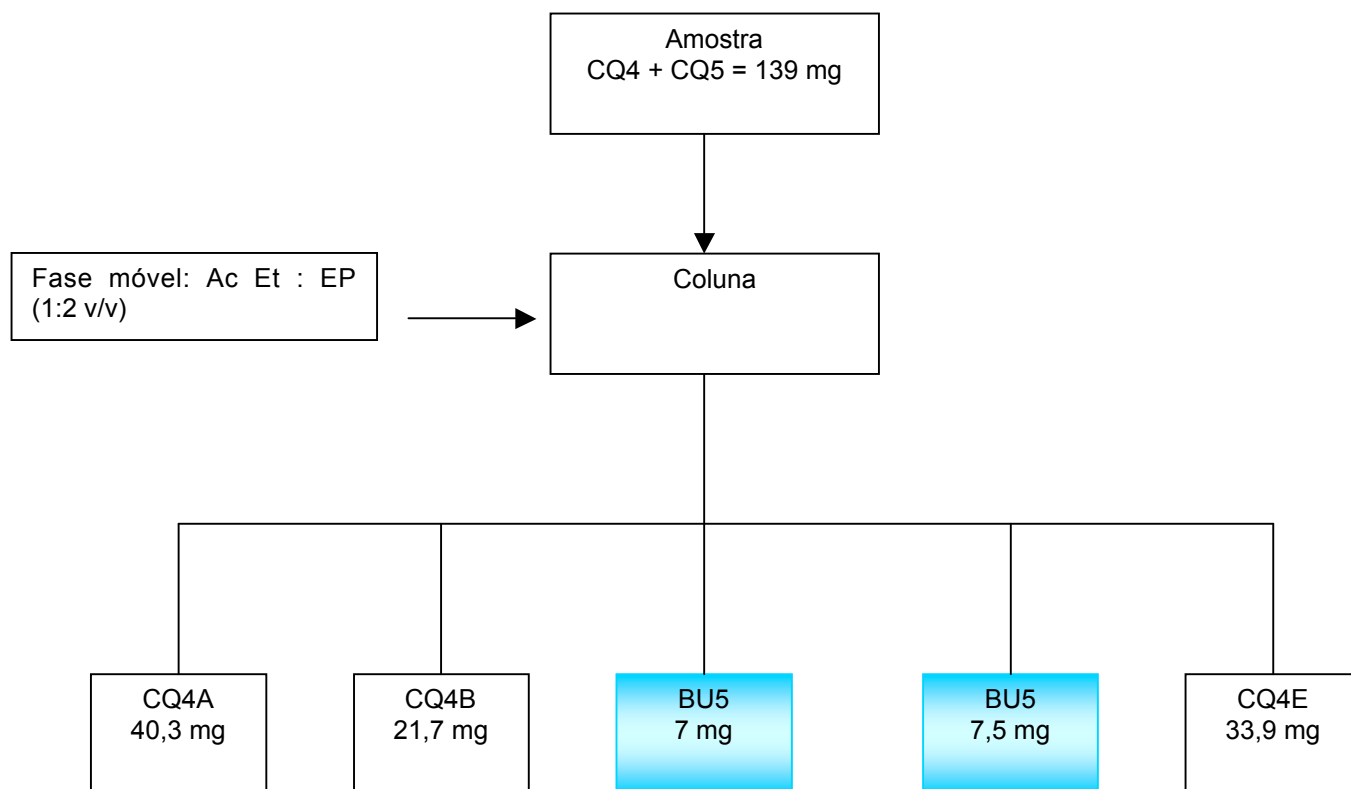 Amostra
CQ4 + CQ5 = 139 mg
Fase móvel: Ac Et : EP
(1:2 v/v)
Coluna
CQ4A
40,3 mg
CQ4B
21,7 mg
BU5
7 mg
BU5
7,5 mg
CQ4E
33,9 mg